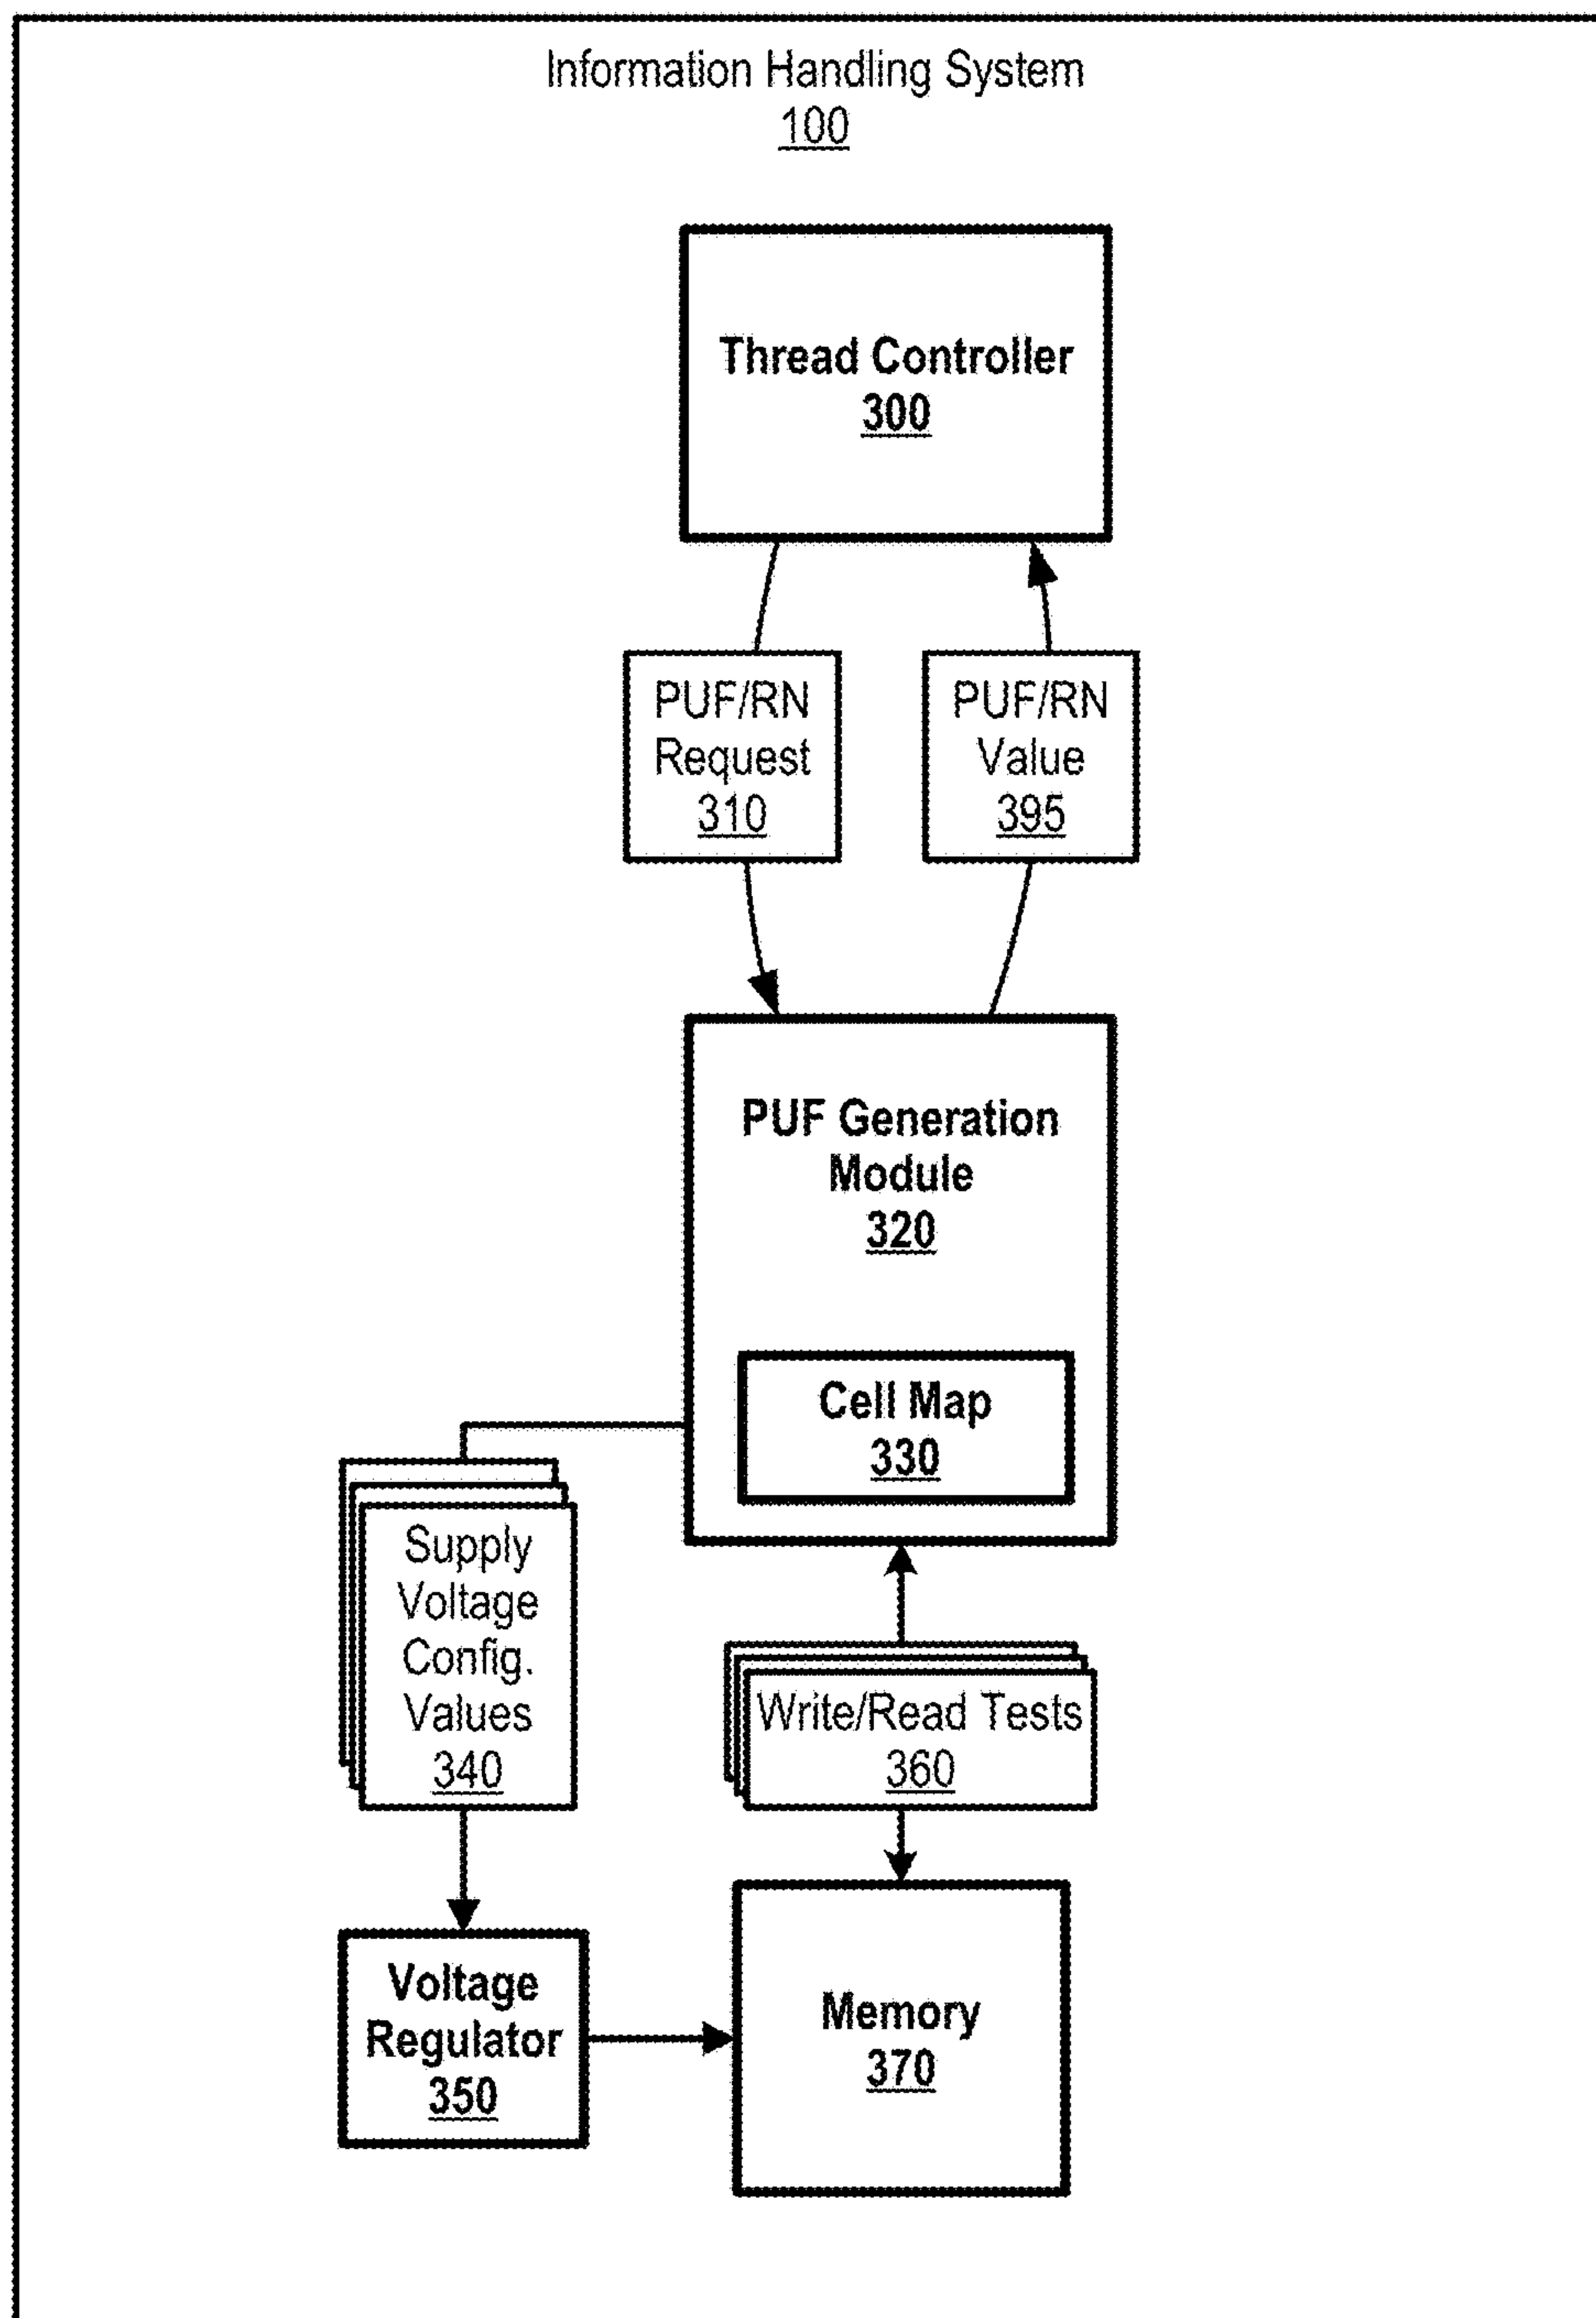 Information Handling System
100
Thread Controller
300
PUF/RN
Request
310
PUF/RN
Value
395
PUF Generation
Module
320
Cell Map
330
Supply
Voltage
Config.
Values
340
Write/Read Tests
360
Voltage
Regulator
350
Memory
370